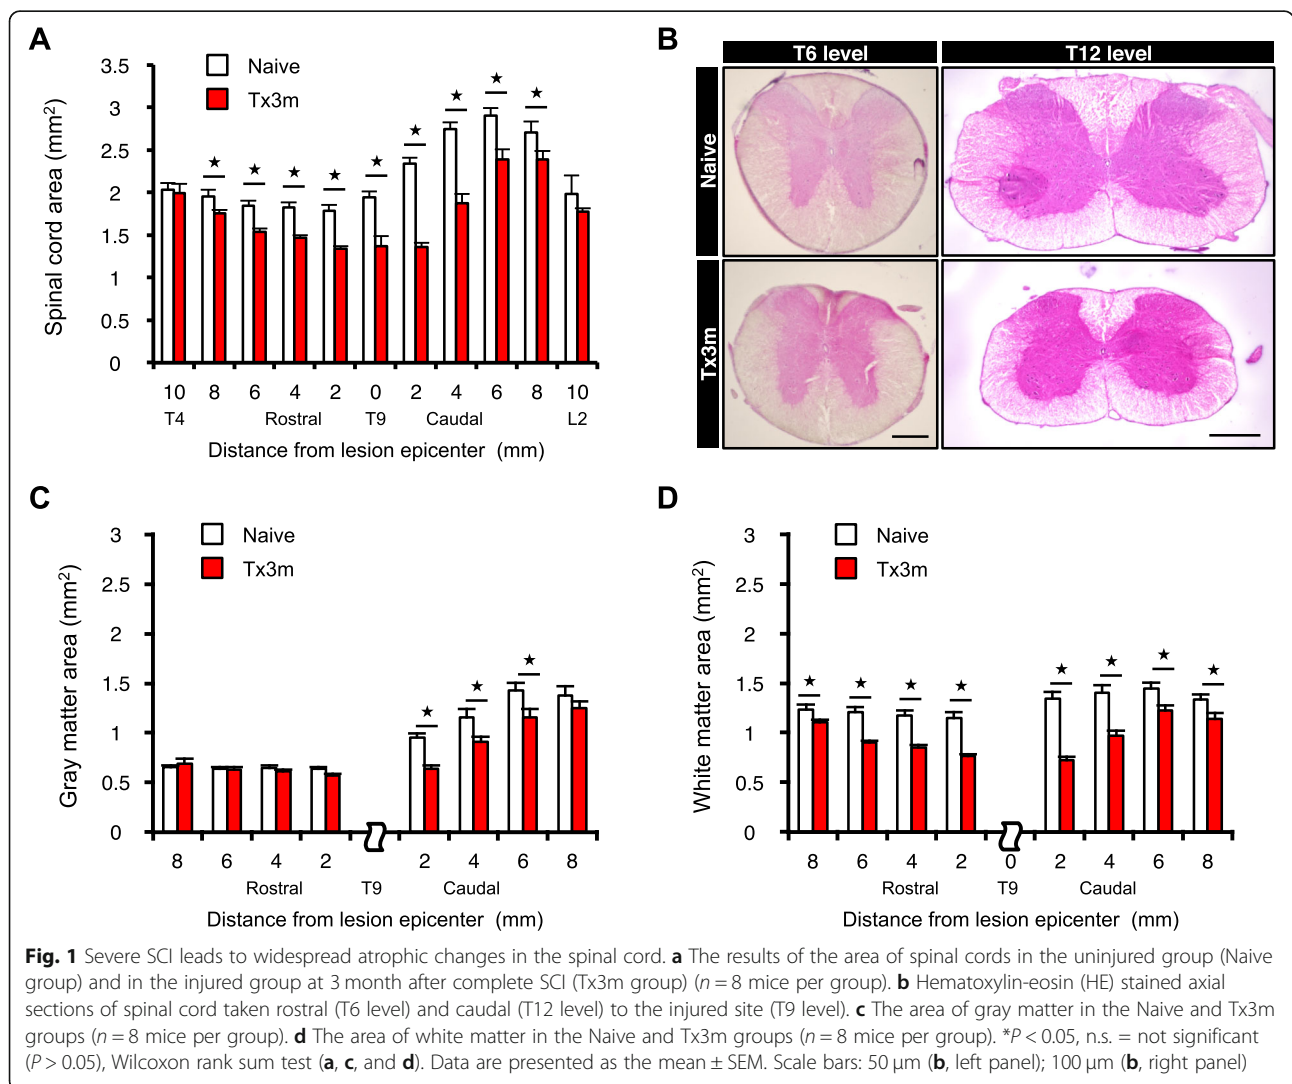 A
Naive
Tx3m
Spinal cord area (mm2)
3.5
3
2.5
2
1.5
1
0.5
0
★ ★ ★ ★ ★ ★ ★ ★ ★
10 8 6 4 2 0 2 4 6 8 10
T4 Rostral T9 Caudal L2
Distance from lesion epicenter (mm)
B
T6 level T12 level
Naive
Tx3m
C
Naive
Tx3m
Gray matter area (mm2)
3
2.5
2
1.5
1
0.5
0
★ ★ ★
8 6 4 2 2 4 6 8
Rostral T9 Caudal
Distance from lesion epicenter (mm)
D
Naive
Tx3m
White matter area (mm2)
3
2.5
2
1.5
1
0.5
0
★ ★ ★ ★ ★ ★ ★ ★
8 6 4 2 0 2 4 6 8
Rostral T9 Caudal
Distance from lesion epicenter (mm)
Fig. 1 Severe SCI leads to widespread atrophic changes in the spinal cord. a The results of the area of spinal cords in the uninjured group (Naive
group) and in the injured group at 3 month after complete SCI (Tx3m group) (n = 8 mice per group). b Hematoxylin-eosin (HE) stained axial
sections of spinal cord taken rostral (T6 level) and caudal (T12 level) to the injured site (T9 level). c The area of gray matter in the Naive and Tx3m
groups (n = 8 mice per group). d The area of white matter in the Naive and Tx3m groups (n = 8 mice per group). *P < 0.05, n.s. = not significant
(P > 0.05), Wilcoxon rank sum test (a, c, and d). Data are presented as the mean ± SEM. Scale bars: 50 μm (b, left panel); 100 μm (b, right panel)